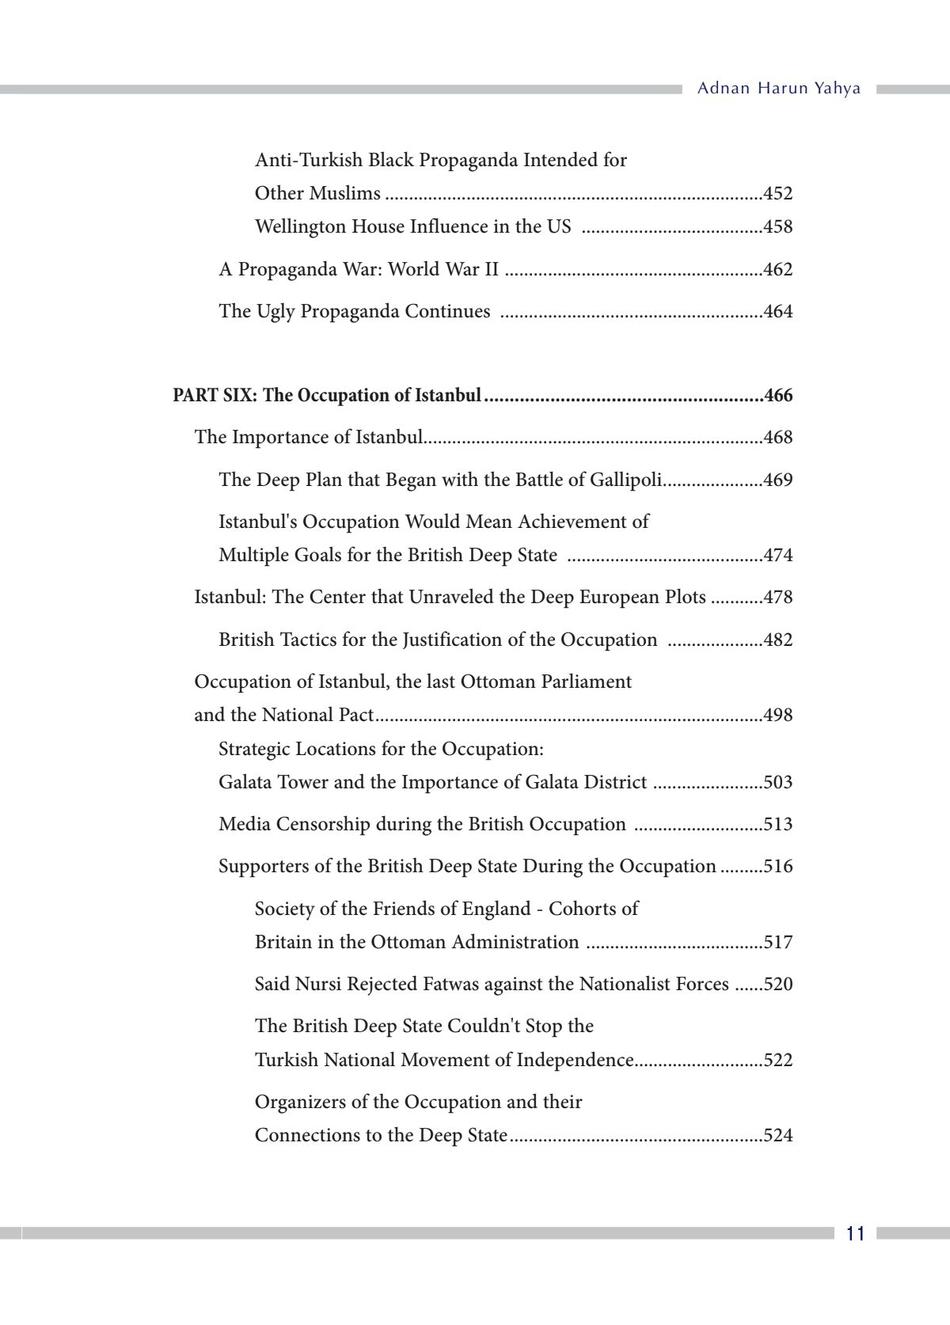 Adnan Harun Yahya
Anti-Turkish Black Propaganda Intended for
Other Muslims ...............................................................................452
Wellington House Influence in the US ......................................458
A Propaganda War: World War II ......................................................462
The Ugly Propaganda Continues .......................................................464
PART SIX: The Occupation of Istanbul........................................................466
The Importance of Istanbul.......................................................................468
The Deep Plan that Began with the Battle of Gallipoli.....................469
Istanbul's Occupation Would Mean Achievement of
Multiple Goals for the British Deep State .........................................474
Istanbul: The Center that Unraveled the Deep European Plots ...........478
British Tactics for the Justification of the Occupation ....................482
Occupation of Istanbul, the last Ottoman Parliament
and the National Pact.................................................................................498
Strategic Locations for the Occupation:
Galata Tower and the Importance of Galata District .......................503
Media Censorship during the British Occupation ...........................513
Supporters of the British Deep State During the Occupation .........516
Society of the Friends of England - Cohorts of
Britain in the Ottoman Administration .....................................517
Said Nursi Rejected Fatwas against the Nationalist Forces ......520
The British Deep State Couldn't Stop the
Turkish National Movement of Independence...........................522
Organizers of the Occupation and their
Connections to the Deep State.....................................................524
11